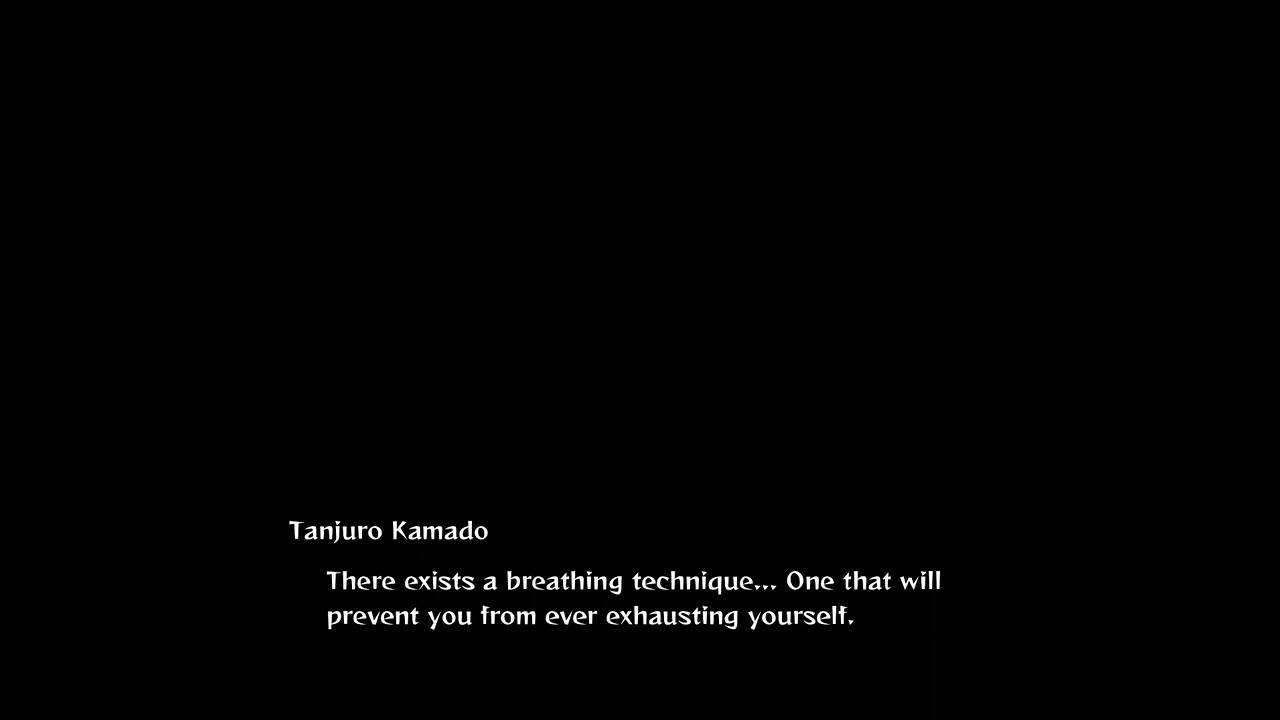 Tanjuro Kamado
There exists a breathing technique... One that will
prevent you from ever exhausting yourself.